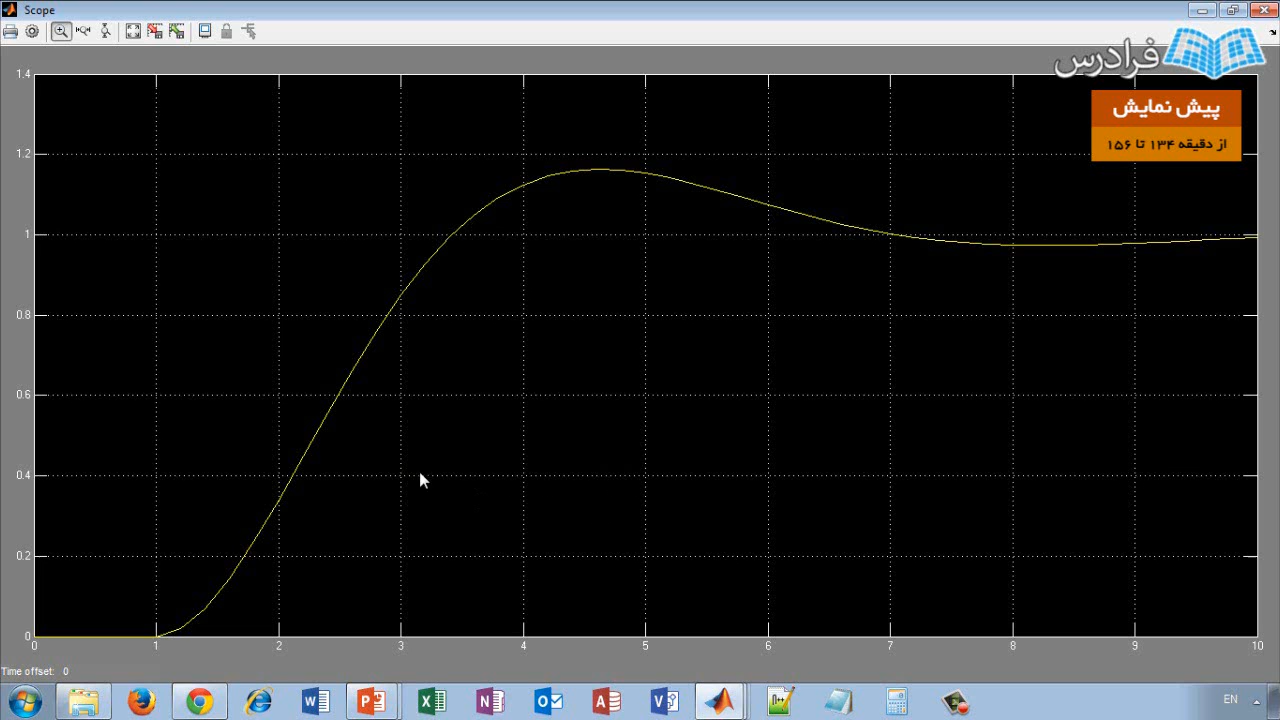 Scope
فرادرس
پیش نمایش
از دقیقه ۱۳۴ تا ۱۵۶
1.4
1.2
1
0.8
0.6
0.4
0.2
0
0 1 2 3 4 5 6 7 8 9 10
Time offset: 0
EN